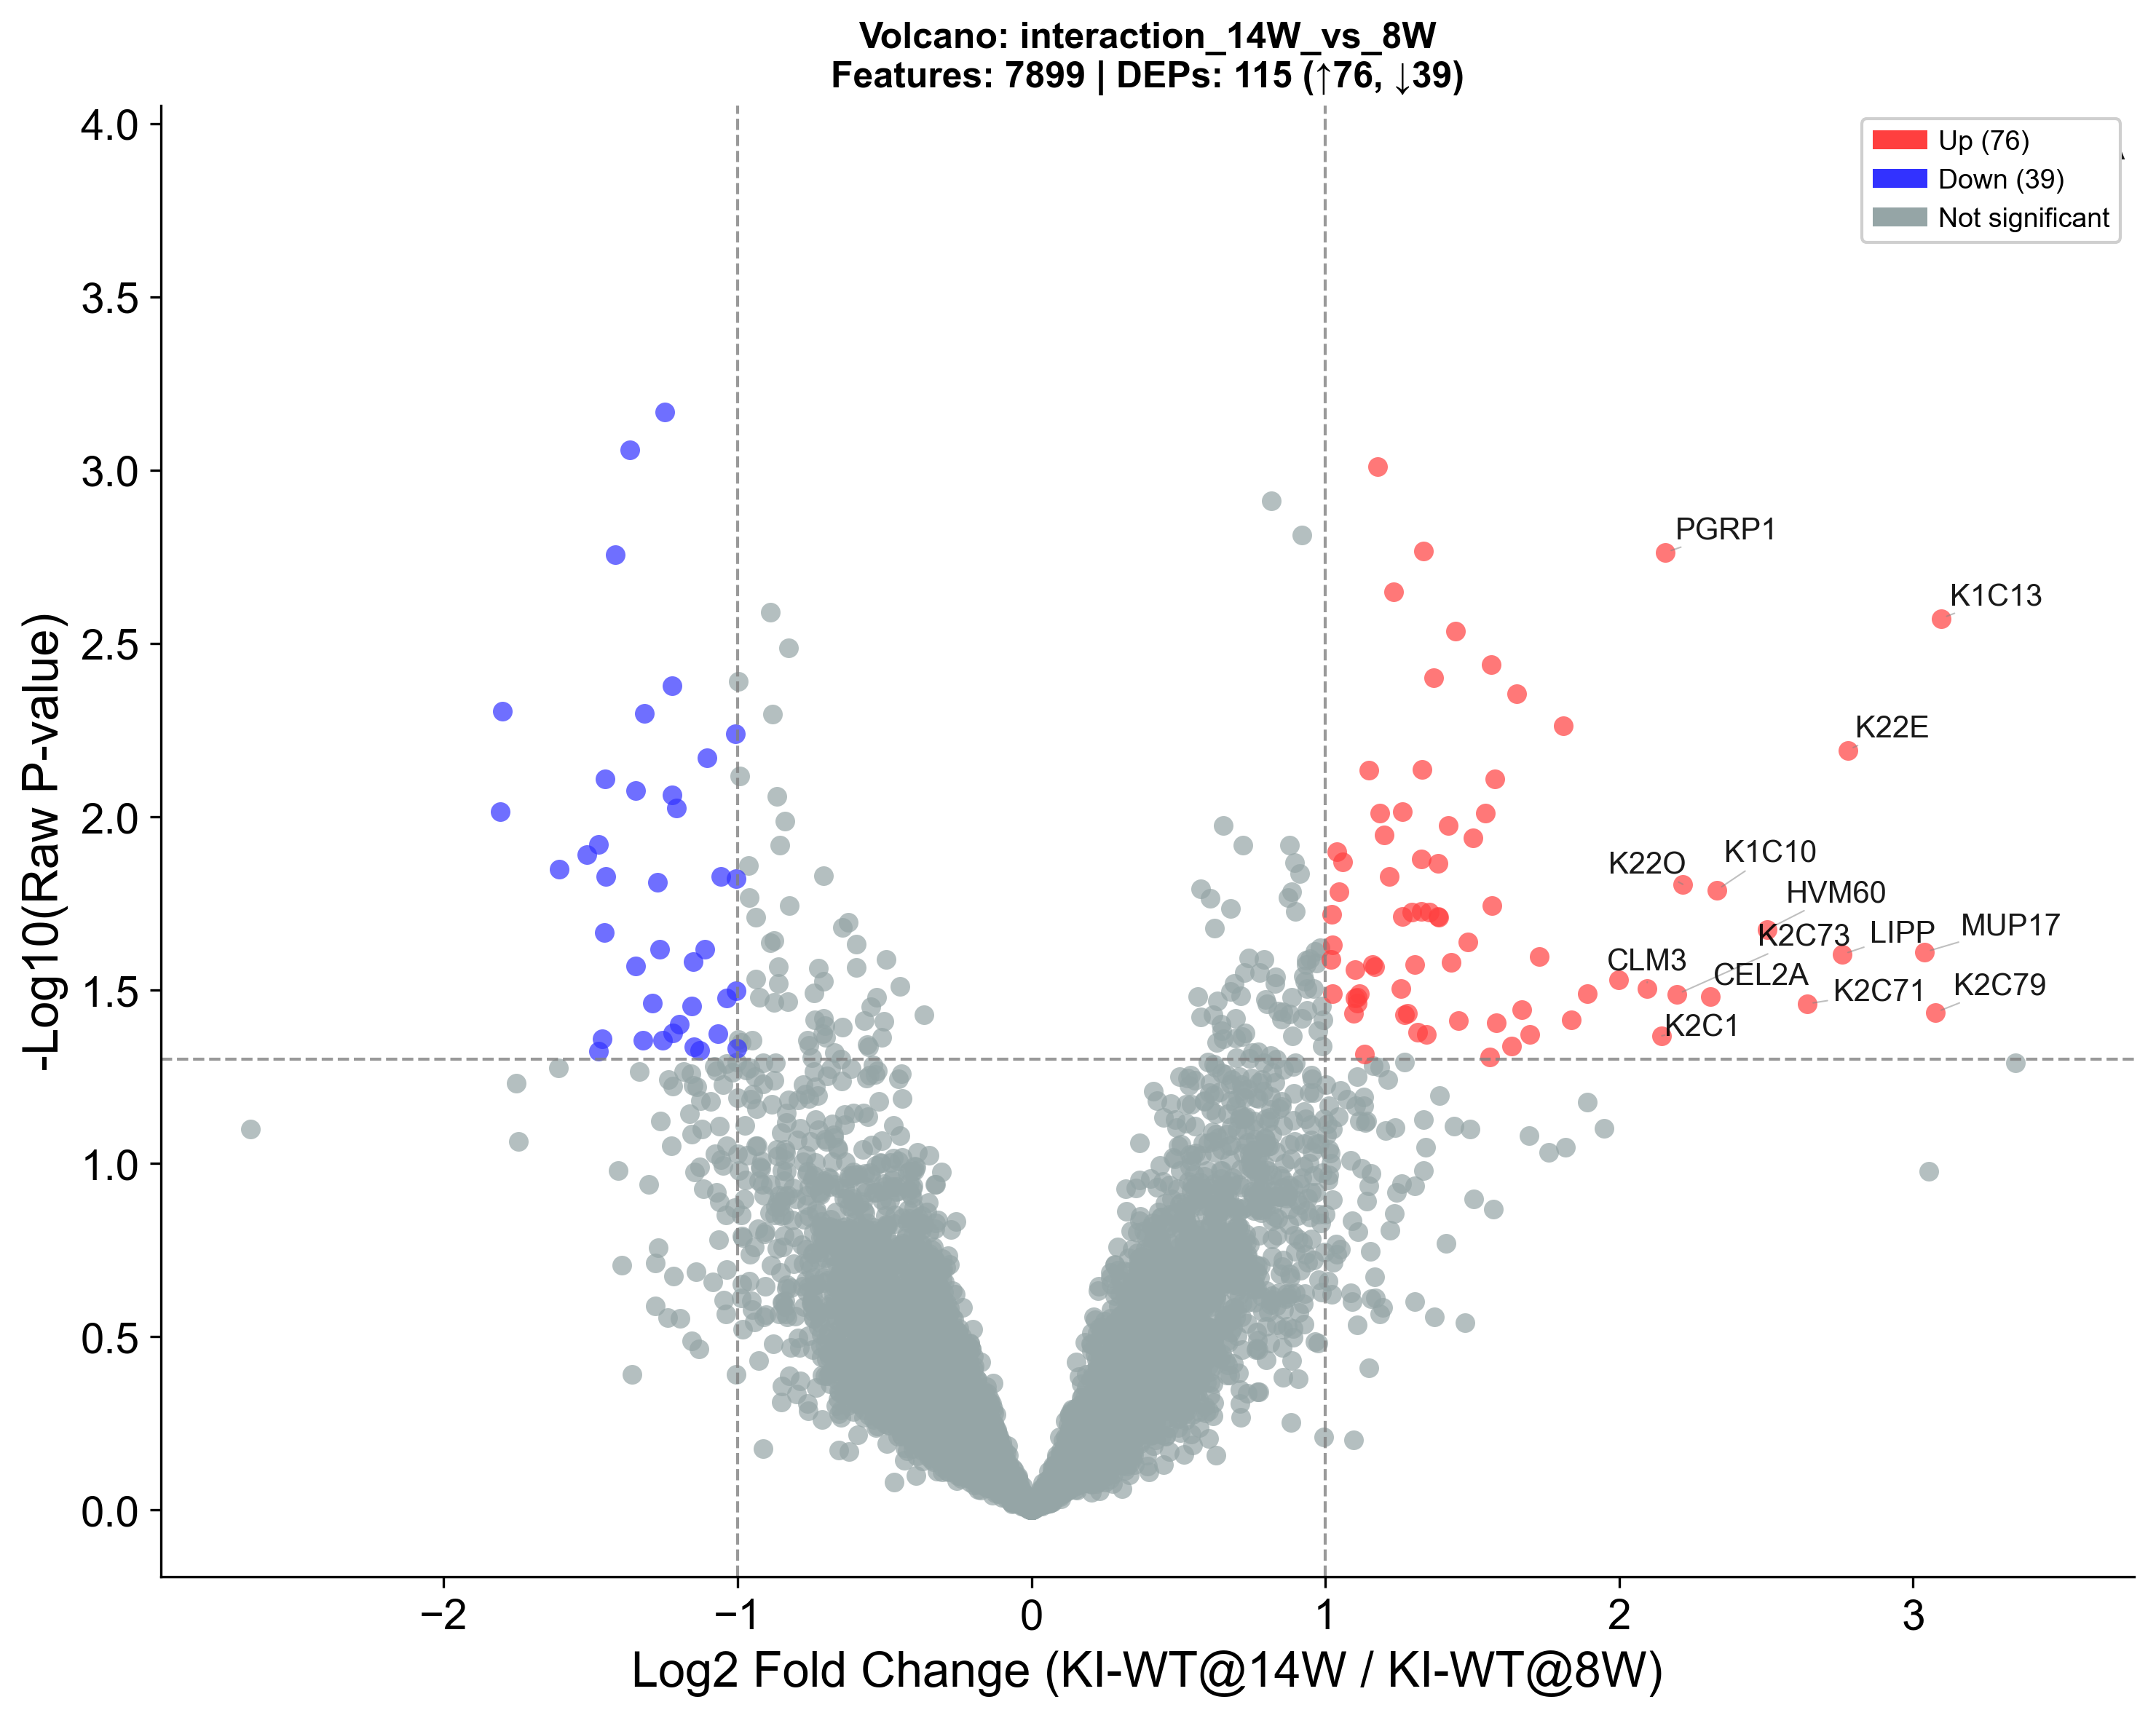 Volcano: interaction_14W_vs_8W
Features: 7899 | DEPs: 115 (↑76, ↓39)
Up (76)
Down (39)
Not significant
-Log10(Raw P-value)
4.0
3.5
3.0
2.5
2.0
1.5
1.0
0.5
0.0
PGRP1
K1C13
K22E
K22O
K1C10
HVM60
K2C73
LIPP
MUP17
CLM3
CEL2A
K2C71
K2C79
K2C1
−2
−1
0
1
2
3
Log2 Fold Change (KI-WT@14W / KI-WT@8W)